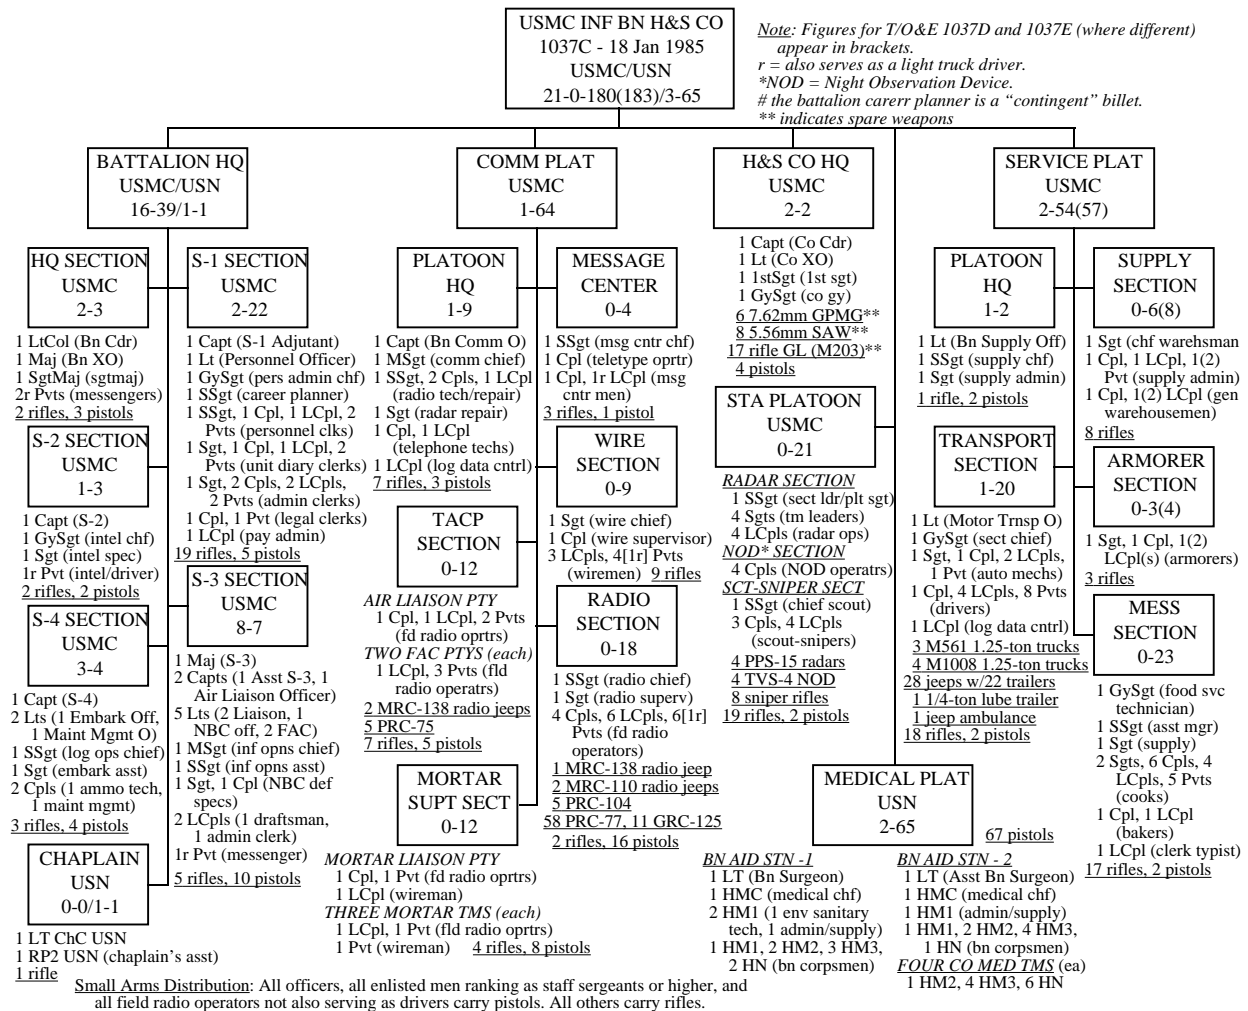 USMC INF BN H&S CO
1037C - 18 Jan 1985
USMC/USN
21-0-180(183)/3-65
Note: Figures for T/O&E 1037D and 1037E (where different)
appear in brackets.
r = also serves as a light truck driver.
*NOD = Night Observation Device.
# the battalion carerr planner is a “contingent” billet.
** indicates spare weapons
BATTALION HQ
USMC/USN
16-39/1-1
HQ SECTION
USMC
2-3
1 LtCol (Bn Cdr)
1 Maj (Bn XO)
1 SgtMaj (sgtmaj)
2r Pvts (messengers)
2 rifles, 3 pistols
S-1 SECTION
USMC
2-22
1 Capt (S-1 Adjutant)
1 Lt (Personnel Officer)
1 GySgt (pers admin chf)
1 SSgt (career planner)
1 SSgt, 1 Cpl, 1 LCpl, 2
Pvts (personnel clks)
1 Sgt, 1 Cpl, 1 LCpl, 2
Pvts (unit diary clerks)
1 Sgt, 2 Cpls, 2 LCpls,
2 Pvts (admin clerks)
1 Cpl, 1 Pvt (legal clerks)
1 LCpl (pay admin)
19 rifles, 5 pistols
S-2 SECTION
USMC
1-3
1 Capt (S-2)
1 GySgt (intel chf)
1 Sgt (intel spec)
1r Pvt (intel/driver)
2 rifles, 2 pistols
S-3 SECTION
USMC
8-7
1 Maj (S-3)
2 Capts (1 Asst S-3, 1
Air Liaison Officer)
5 Lts (2 Liaison, 1
NBC off, 2 FAC)
1 MSgt (inf opns chief)
1 SSgt (inf opns asst)
1 Sgt, 1 Cpl (NBC def
specs)
2 LCpls (1 draftsman,
1 admin clerk)
1r Pvt (messenger)
5 rifles, 10 pistols
S-4 SECTION
USMC
3-4
1 Capt (S-4)
2 Lts (1 Embark Off,
1 Maint Mgmt O)
1 SSgt (log ops chief)
1 Sgt (embark asst)
2 Cpls (1 ammo tech,
1 maint mgmt)
3 rifles, 4 pistols
CHAPLAIN
USN
0-0/1-1
1 LT ChC USN
1 RP2 USN (chaplain's asst)
1 rifle
COMM PLAT
USMC
1-64
PLATOON
HQ
1-9
1 Capt (Bn Comm O)
1 MSgt (comm chief)
1 SSgt, 2 Cpls, 1 LCpl
(radio tech/repair)
1 Sgt (radar repair)
1 Cpl, 1 LCpl
(telephone techs)
1 LCpl (log data cntrl)
7 rifles, 3 pistols
MESSAGE
CENTER
0-4
1 SSgt (msg cntr chf)
1 Cpl (teletype oprtr)
1 Cpl, 1r LCpl (msg
cntr men)
3 rifles, 1 pistol
WIRE
SECTION
0-9
1 Sgt (wire chief)
1 Cpl (wire supervisor)
3 LCpls, 4[1r] Pvts
(wiremen) 9 rifles
TACP
SECTION
0-12
AIR LIAISON PTY
1 Cpl, 1 LCpl, 2 Pvts
(fd radio oprtrs)
TWO FAC PTYS (each)
1 LCpl, 3 Pvts (fld
radio operatrs)
2 MRC-138 radio jeeps
5 PRC-75
7 rifles, 5 pistols
RADIO
SECTION
0-18
1 SSgt (radio chief)
1 Sgt (radio superv)
4 Cpls, 6 LCpls, 6[1r]
Pvts (fd radio
operators)
1 MRC-138 radio jeep
2 MRC-110 radio jeeps
5 PRC-104
58 PRC-77, 11 GRC-125
2 rifles, 16 pistols
MORTAR
SUPT SECT
0-12
MORTAR LIAISON PTY
1 Cpl, 1 Pvt (fd radio oprtrs)
1 LCpl (wireman)
THREE MORTAR TMS (each)
1 LCpl, 1 Pvt (fld radio oprtrs)
1 Pvt (wireman) 4 rifles, 8 pistols
H&S CO HQ
USMC
2-2
1 Capt (Co Cdr)
1 Lt (Co XO)
1 1stSgt (1st sgt)
1 GySgt (co gy)
6 7.62mm GPMG**
8 5.56mm SAW**
17 rifle GL (M203)**
4 pistols
STA PLATOON
USMC
0-21
RADAR SECTION
1 SSgt (sect ldr/plt sgt)
4 Sgts (tm leaders)
4 LCpls (radar ops)
NOD* SECTION
4 Cpls (NOD operatrs)
SCT-SNIPER SECT
1 SSgt (chief scout)
3 Cpls, 4 LCpls
(scout-snipers)
4 PPS-15 radars
4 TVS-4 NOD
8 sniper rifles
19 rifles, 2 pistols
MEDICAL PLAT
USN
2-65
67 pistols
BN AID STN -1
1 LT (Bn Surgeon)
1 HMC (medical chf)
2 HM1 (1 env sanitary
tech, 1 admin/supply)
1 HM1, 2 HM2, 3 HM3,
2 HN (bn corpsmen)
BN AID STN - 2
1 LT (Asst Bn Surgeon)
1 HMC (medical chf)
1 HM1 (admin/supply)
1 HM1, 2 HM2, 4 HM3,
1 HN (bn corpsmen)
FOUR CO MED TMS (ea)
1 HM2, 4 HM3, 6 HN
SERVICE PLAT
USMC
2-54(57)
PLATOON
HQ
1-2
1 Lt (Bn Supply Off)
1 SSgt (supply chf)
1 Sgt (supply admin)
1 rifle, 2 pistols
SUPPLY
SECTION
0-6(8)
1 Sgt (chf warehsman
1 Cpl, 1 LCpl, 1(2)
Pvt (supply admin)
1 Cpl, 1(2) LCpl (gen
warehousemen)
8 rifles
TRANSPORT
SECTION
1-20
1 Lt (Motor Trnsp O)
1 GySgt (sect chief)
1 Sgt, 1 Cpl, 2 LCpls,
1 Pvt (auto mechs)
1 Cpl, 4 LCpls, 8 Pvts
(drivers)
1 LCpl (log data cntrl)
3 M561 1.25-ton trucks
4 M1008 1.25-ton trucks
28 jeeps w/22 trailers
1 1/4-ton lube trailer
1 jeep ambulance
18 rifles, 2 pistols
ARMORER
SECTION
0-3(4)
1 Sgt, 1 Cpl, 1(2)
LCpl(s) (armorers)
3 rifles
MESS
SECTION
0-23
1 GySgt (food svc
technician)
1 SSgt (asst mgr)
1 Sgt (supply)
2 Sgts, 6 Cpls, 4
LCpls, 5 Pvts
(cooks)
1 Cpl, 1 LCpl
(bakers)
1 LCpl (clerk typist)
17 rifles, 2 pistols
Small Arms Distribution: All officers, all enlisted men ranking as staff sergeants or higher, and
all field radio operators not also serving as drivers carry pistols. All others carry rifles.